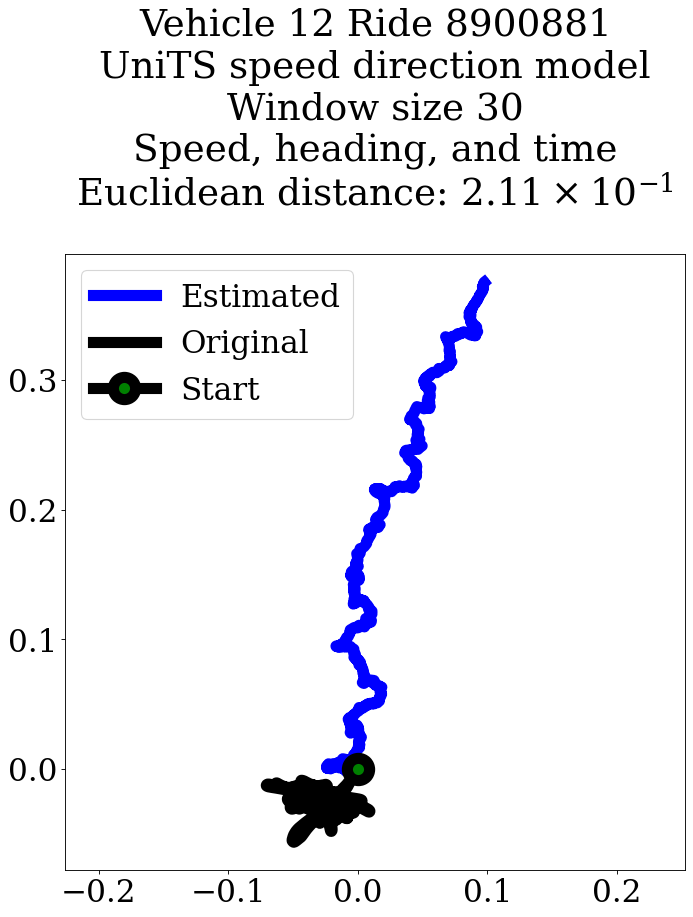 Vehicle 12 Ride 8900881
UniTS speed direction model
Window size 30
Speed, heading, and time
Euclidean distance: 2.11 × 10⁻¹
Estimated
Original
Start
0.3
0.2
0.1
0.0
−0.2 −0.1 0.0 0.1 0.2